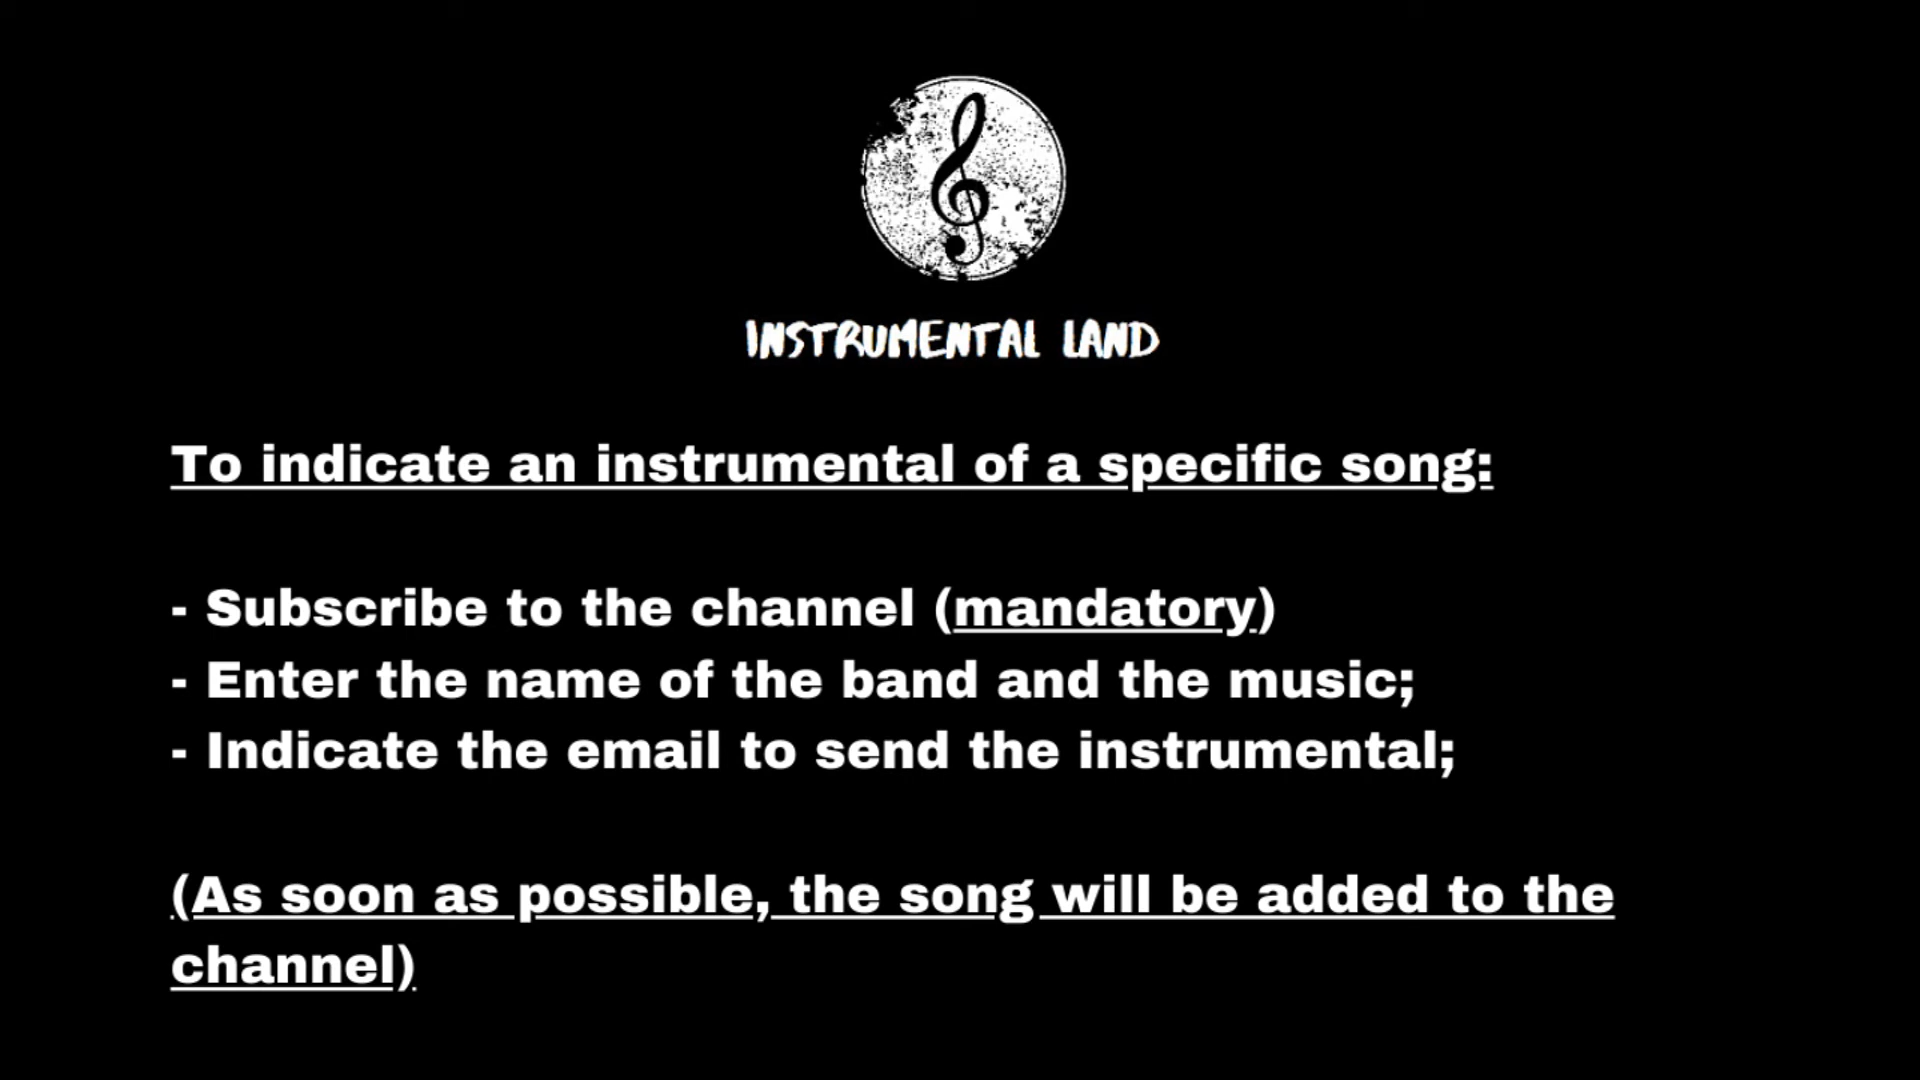 INSTRUMENTAL LAND
To indicate an instrumental of a specific song:
- Subscribe to the channel (mandatory)
- Enter the name of the band and the music;
- Indicate the email to send the instrumental;
(As soon as possible, the song will be added to the
channel)